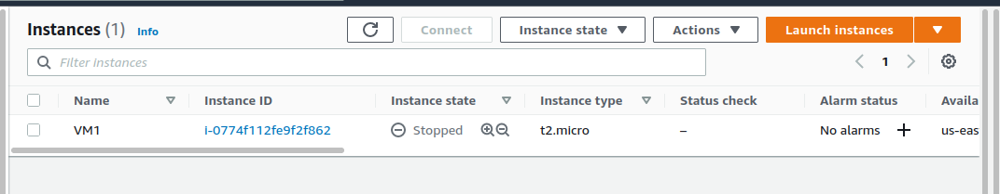 Instances (1) Info Connect Instance state Actions Launch instances
Filter instances 1
Name Instance ID Instance state Instance type Status check Alarm status Availa
VM1 i-0774f112fe9f2f862 Stopped t2.micro – No alarms us-eas